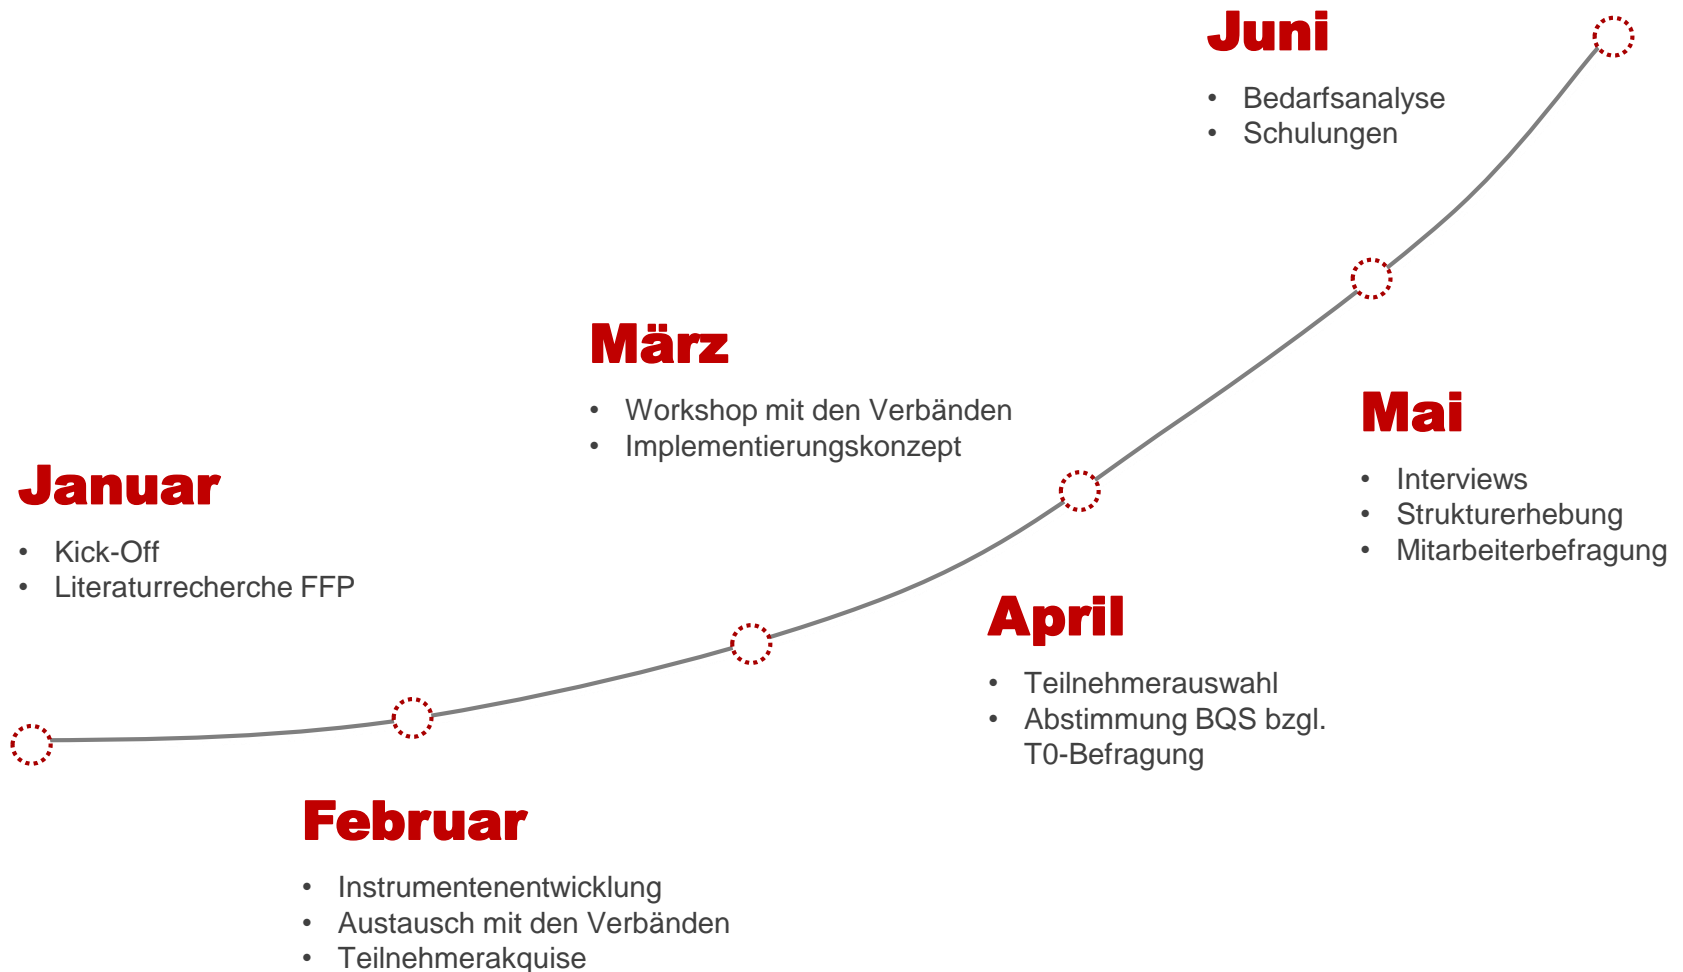 Januar
• Kick-Off
• Literaturrecherche FFP
Februar
• Instrumentenentwicklung
• Austausch mit den Verbänden
• Teilnehmerakquise
März
• Workshop mit den Verbänden
• Implementierungskonzept
April
• Teilnehmerauswahl
• Abstimmung BQS bzgl.
T0-Befragung
Mai
• Interviews
• Strukturerhebung
• Mitarbeiterbefragung
Juni
• Bedarfsanalyse
• Schulungen